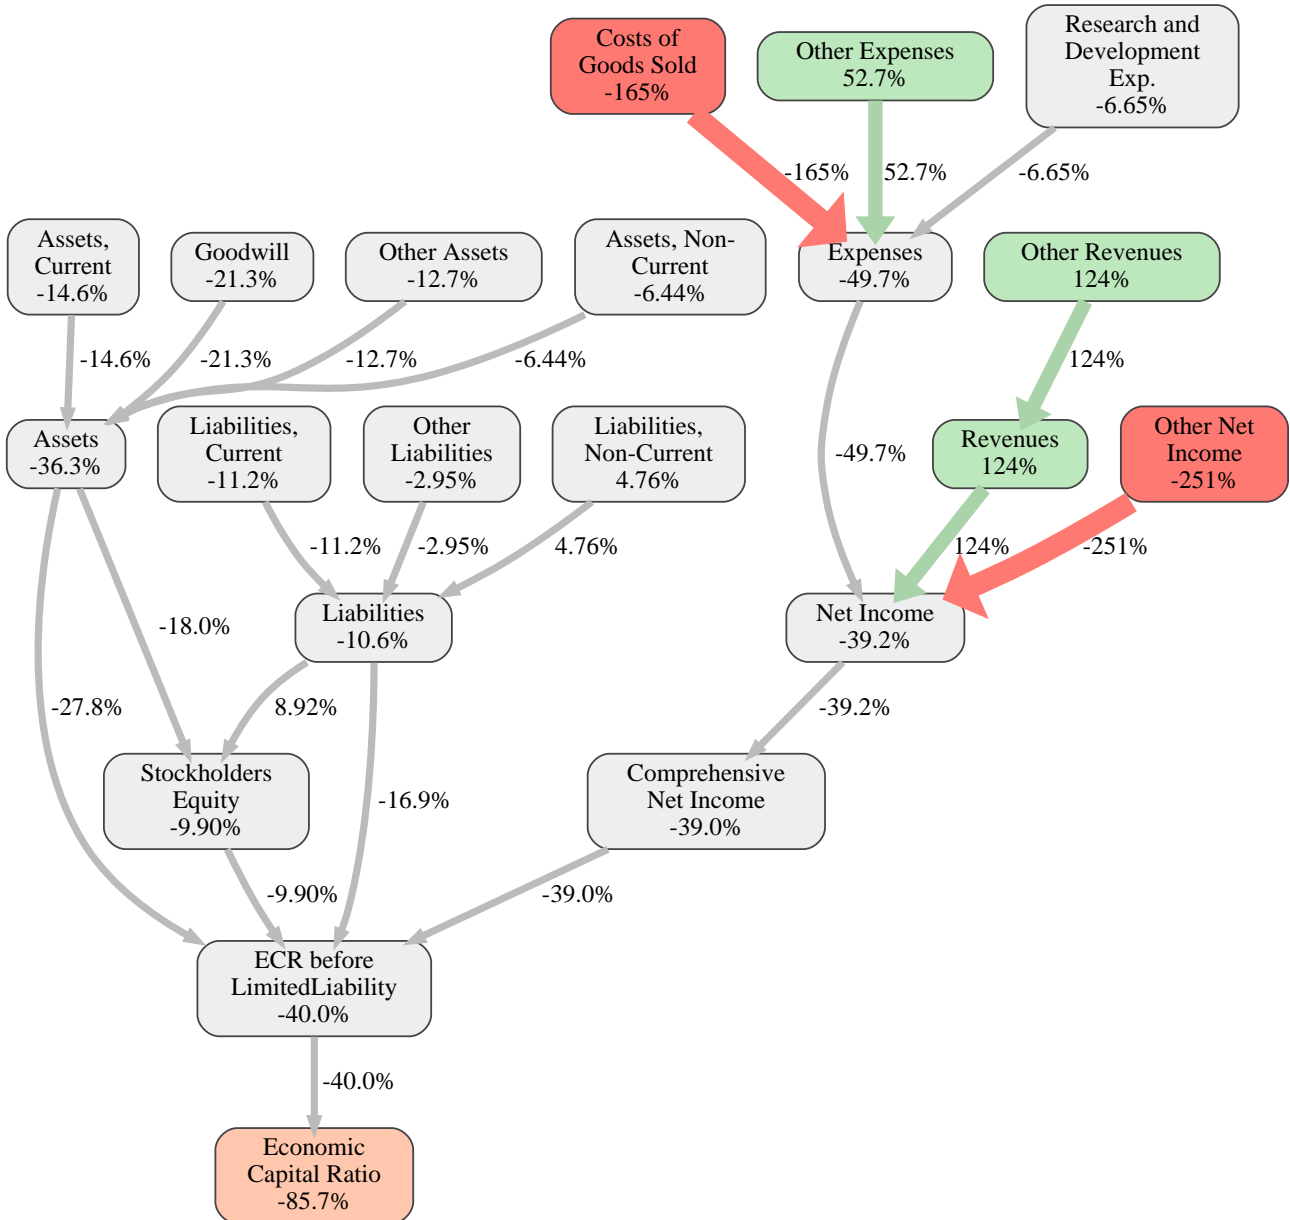 Costs of
Goods Sold
-165%
Other Expenses
52.7%
Research and
Development
Exp.
-6.65%
-165%
52.7%
-6.65%
Assets,
Current
-14.6%
Goodwill
-21.3%
Other Assets
-12.7%
Assets, Non-
Current
-6.44%
Expenses
-49.7%
Other Revenues
124%
-14.6%
-21.3%
-12.7%
-6.44%
124%
Assets
-36.3%
Liabilities,
Current
-11.2%
Other
Liabilities
-2.95%
Liabilities,
Non-Current
4.76%
-49.7%
Revenues
124%
Other Net
Income
-251%
-11.2%
-2.95%
4.76%
124%
-251%
-18.0%
Liabilities
-10.6%
Net Income
-39.2%
-27.8%
8.92%
-39.2%
Stockholders
Equity
-9.90%
-16.9%
Comprehensive
Net Income
-39.0%
-9.90%
-39.0%
ECR before
LimitedLiability
-40.0%
-40.0%
Economic
Capital Ratio
-85.7%